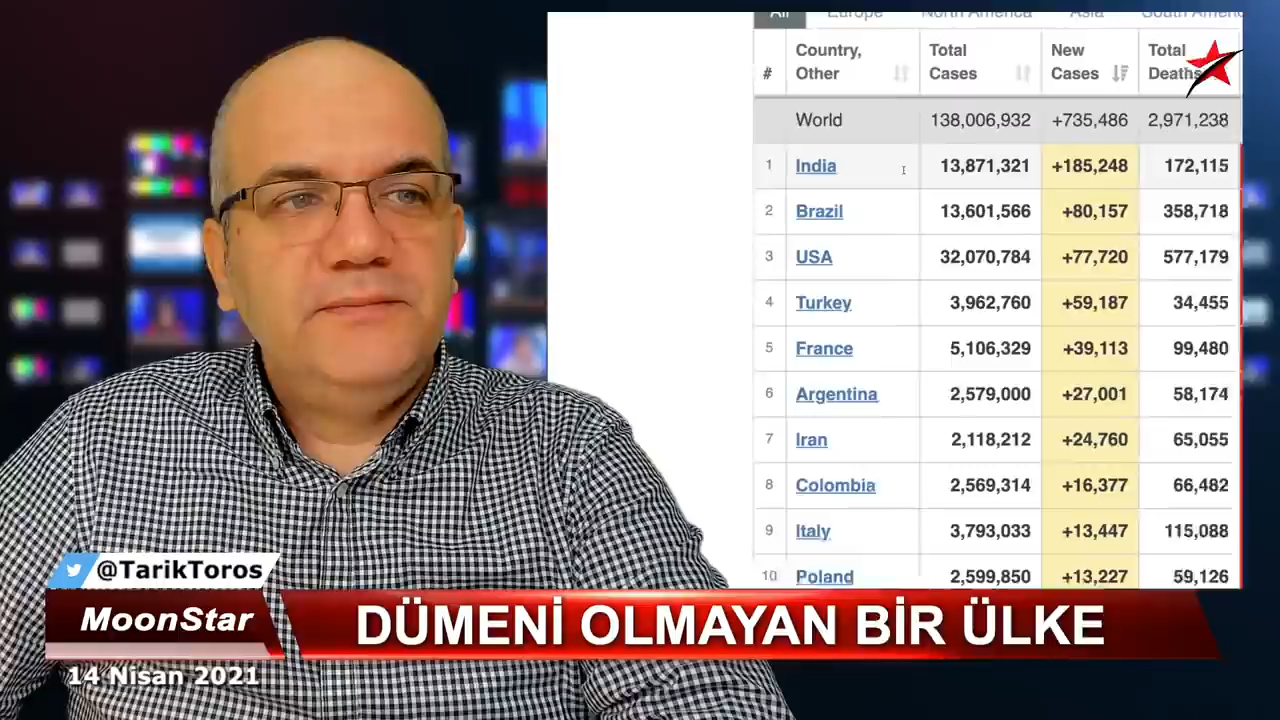 All Europe North America Asia South Ameri
# Country, Other Total Cases New Cases Total Deaths
World 138,006,932 +735,486 2,971,238
1 India 13,871,321 +185,248 172,115
2 Brazil 13,601,566 +80,157 358,718
3 USA 32,070,784 +77,720 577,179
4 Turkey 3,962,760 +59,187 34,455
5 France 5,106,329 +39,113 99,480
6 Argentina 2,579,000 +27,001 58,174
7 Iran 2,118,212 +24,760 65,055
8 Colombia 2,569,314 +16,377 66,482
9 Italy 3,793,033 +13,447 115,088
10 Poland 2,599,850 +13,227 59,126
@TarikToros
MoonStar
DÜMENİ OLMAYAN BİR ÜLKE
14 Nisan 2021